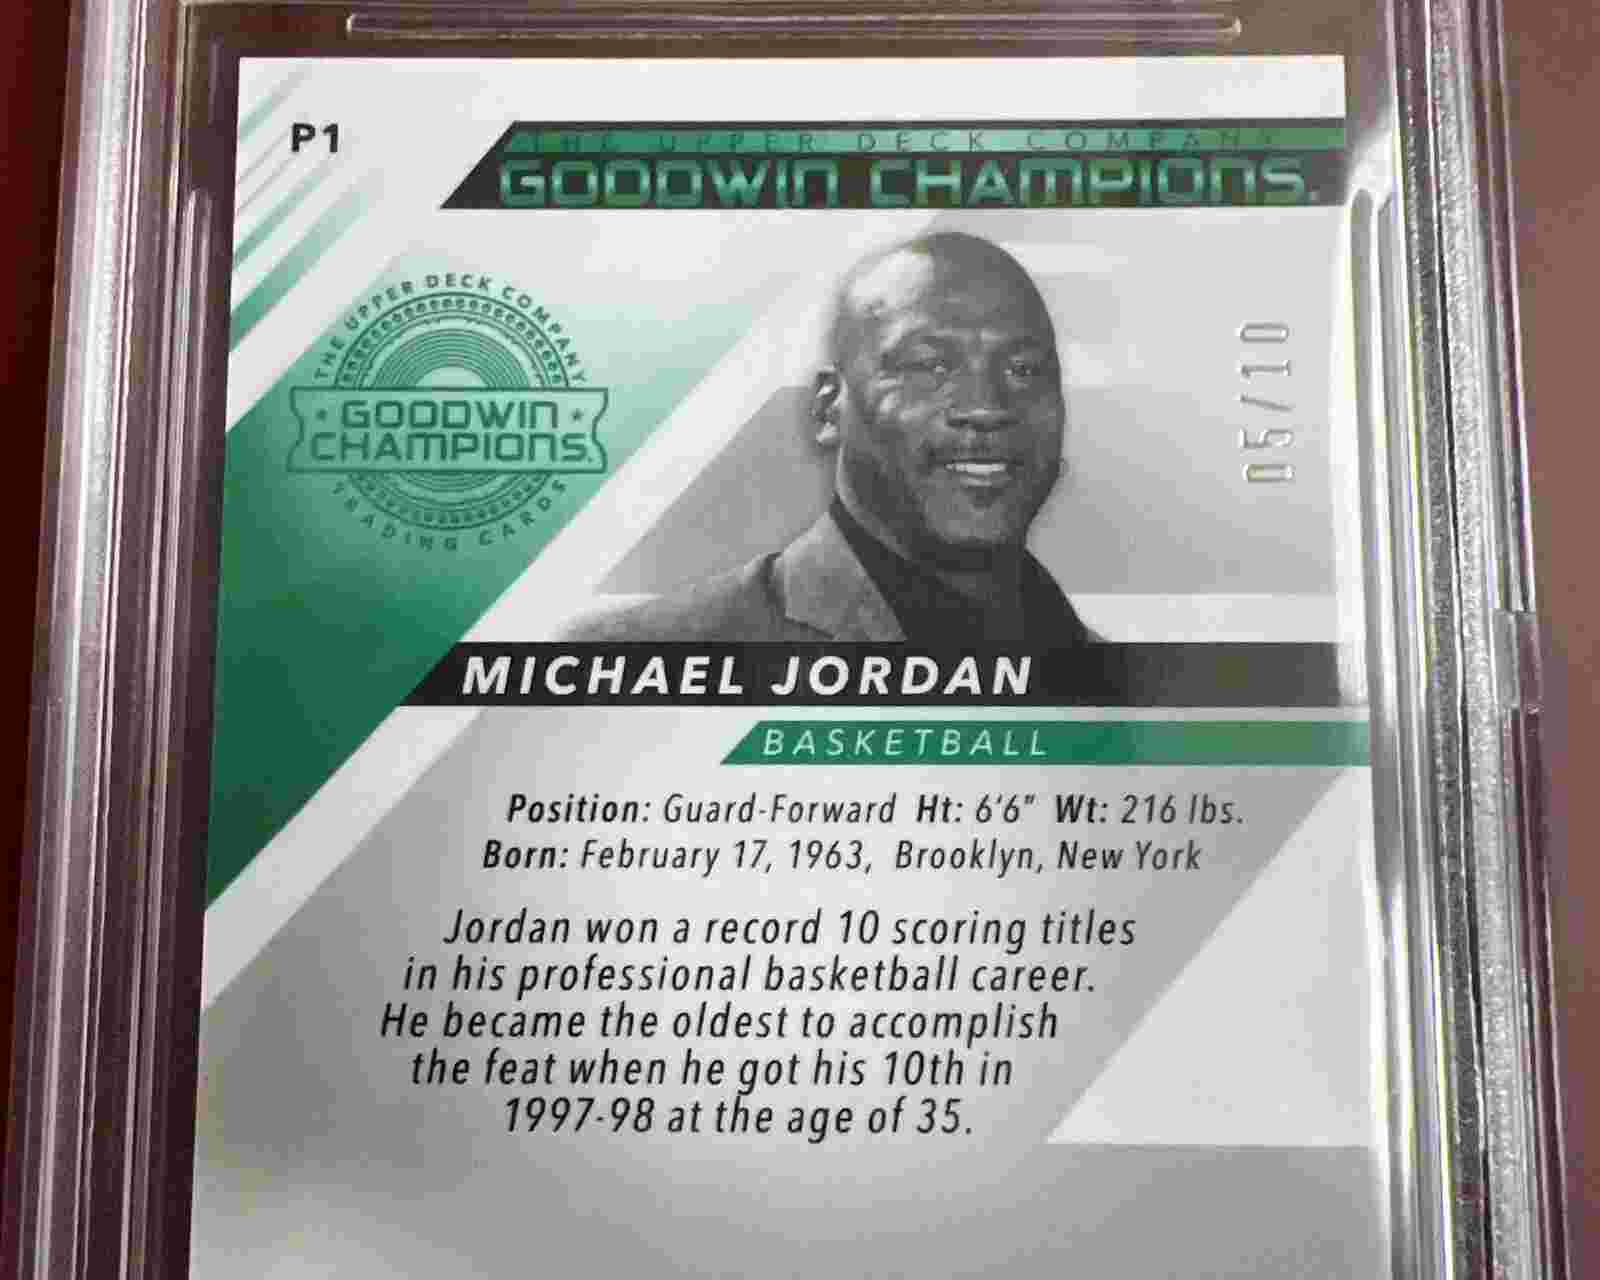 P1
THE UPPER DECK COMPANY
GOODWIN CHAMPIONS.
THE UPPER DECK COMPANY
GOODWIN
CHAMPIONS.
TRADING CARDS
05/10
MICHAEL JORDAN
BASKETBALL
Position: Guard-Forward Ht: 6'6" Wt: 216 lbs.
Born: February 17, 1963, Brooklyn, New York
Jordan won a record 10 scoring titles
in his professional basketball career.
He became the oldest to accomplish
the feat when he got his 10th in
1997-98 at the age of 35.